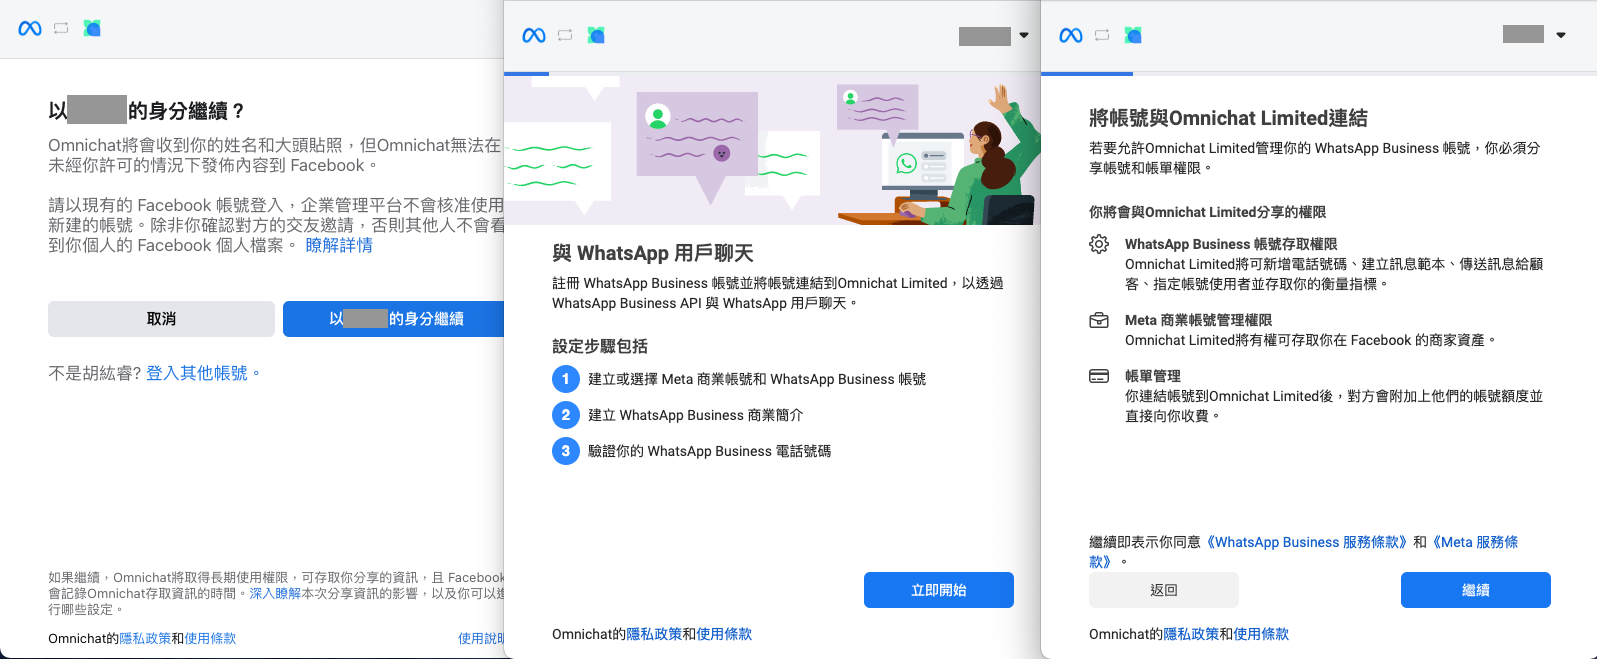 以的身分繼續？
Omnichat將會收到你的姓名和大頭貼照，但Omnichat無法在
未經你許可的情況下發佈內容到 Facebook。
請以現有的 Facebook 帳號登入，企業管理平台不會核准使用
新建的帳號。除非你確認對方的交友邀請，否則其他人不會看
到你個人的 Facebook 個人檔案。 瞭解詳情
取消
以的身分繼續
不是胡紘睿? 登入其他帳號。
如果繼續，Omnichat將取得長期使用權限，可存取你分享的資訊，且 Facebook
會記錄Omnichat存取資訊的時間。深入瞭解本次分享資訊的影響，以及你可以進
行哪些設定。
Omnichat的隱私政策和使用條款
使用說明
與 WhatsApp 用戶聊天
註冊 WhatsApp Business 帳號並將帳號連結到Omnichat Limited，以透過
WhatsApp Business API 與 WhatsApp 用戶聊天。
設定步驟包括
1 建立或選擇 Meta 商業帳號和 WhatsApp Business 帳號
2 建立 WhatsApp Business 商業簡介
3 驗證你的 WhatsApp Business 電話號碼
立即開始
Omnichat的隱私政策和使用條款
將帳號與Omnichat Limited連結
若要允許Omnichat Limited管理你的 WhatsApp Business 帳號，你必須分
享帳號和帳單權限。
你將會與Omnichat Limited分享的權限
WhatsApp Business 帳號存取權限
Omnichat Limited將可新增電話號碼、建立訊息範本、傳送訊息給顧
客、指定帳號使用者並存取你的衡量指標。
Meta 商業帳號管理權限
Omnichat Limited將有權可存取你在 Facebook 的商家資產。
帳單管理
你連結帳號到Omnichat Limited後，對方會附加上他們的帳號額度並
直接向你收費。
繼續即表示你同意《WhatsApp Business 服務條款》和《Meta 服務條
款》。
返回
繼續
Omnichat的隱私政策和使用條款